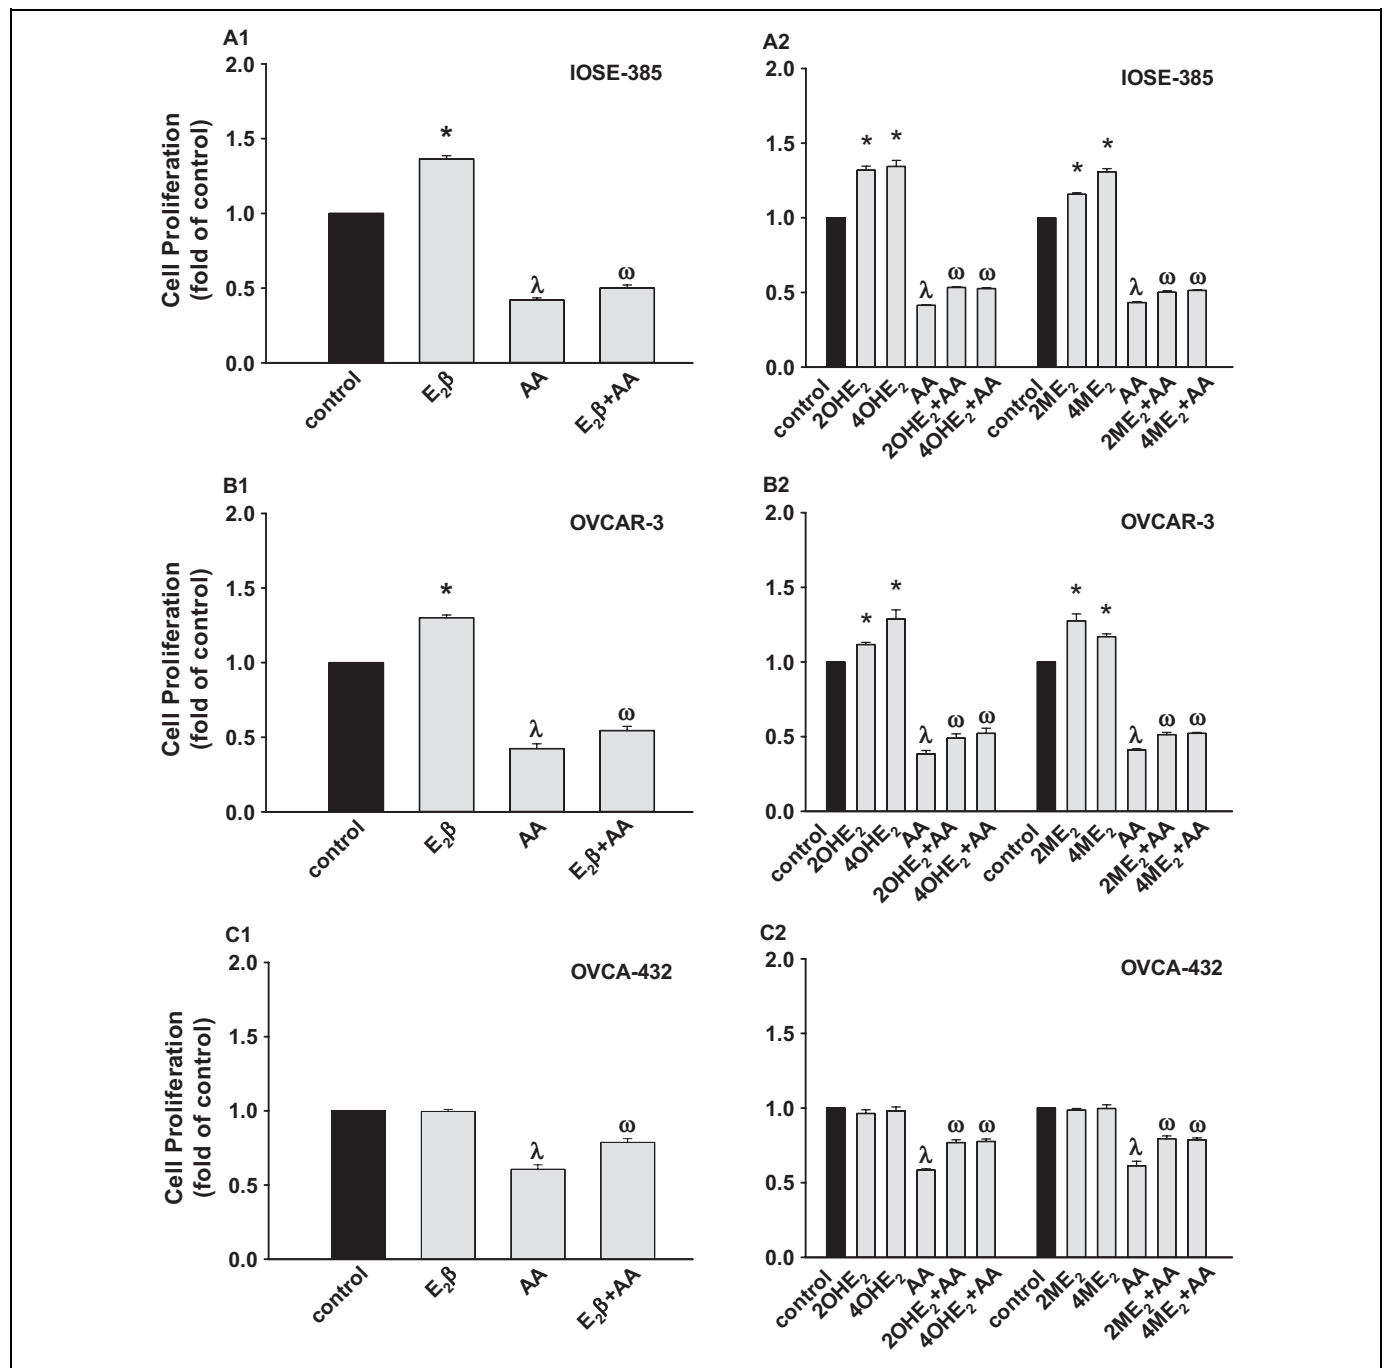 A1
IOSE-385
Cell Proliferation
(fold of control)
2.0
1.5
1.0
0.5
0.0
*
λ
ω
control
E₂β
AA
E₂β+AA
A2
IOSE-385
2.0
1.5
1.0
0.5
0.0
*
*
λ
ω
ω
*
*
λ
ω
ω
control
2OHE₂
4OHE₂
AA
2OHE₂+AA
4OHE₂+AA
control
2ME₂
4ME₂
AA
2ME₂+AA
4ME₂+AA
B1
OVCAR-3
Cell Proliferation
(fold of control)
2.0
1.5
1.0
0.5
0.0
*
λ
ω
control
E₂β
AA
E₂β+AA
B2
OVCAR-3
2.0
1.5
1.0
0.5
0.0
*
*
λ
ω
ω
*
*
λ
ω
ω
control
2OHE₂
4OHE₂
AA
2OHE₂+AA
4OHE₂+AA
control
2ME₂
4ME₂
AA
2ME₂+AA
4ME₂+AA
C1
OVCA-432
Cell Proliferation
(fold of control)
2.0
1.5
1.0
0.5
0.0
λ
ω
control
E₂β
AA
E₂β+AA
C2
OVCA-432
2.0
1.5
1.0
0.5
0.0
λ
ω
ω
λ
ω
ω
control
2OHE₂
4OHE₂
AA
2OHE₂+AA
4OHE₂+AA
control
2ME₂
4ME₂
AA
2ME₂+AA
4ME₂+AA